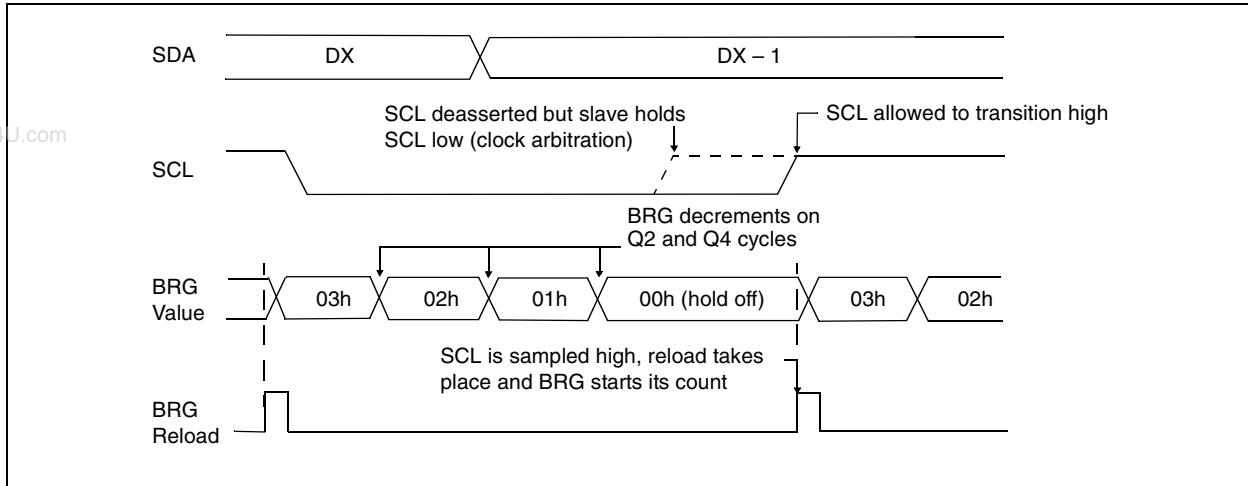 SDA
DX
DX – 1
SCL deasserted but slave holds
SCL low (clock arbitration)
SCL allowed to transition high
4U.com
SCL
BRG decrements on
Q2 and Q4 cycles
BRG
Value
03h
02h
01h
00h (hold off)
03h
02h
SCL is sampled high, reload takes
place and BRG starts its count
BRG
Reload